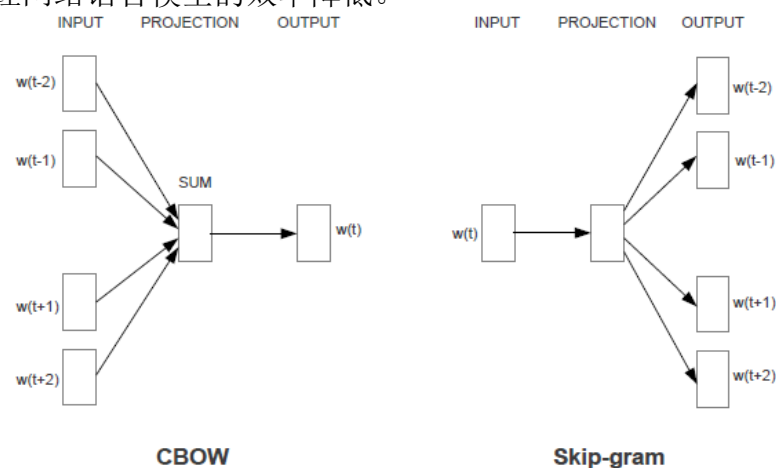 INPUT PROJECTION OUTPUT
w(t-2)
w(t-1)
SUM
w(t)
w(t+1)
w(t+2)
CBOW
INPUT PROJECTION OUTPUT
w(t-2)
w(t-1)
w(t)
w(t+1)
w(t+2)
Skip-gram